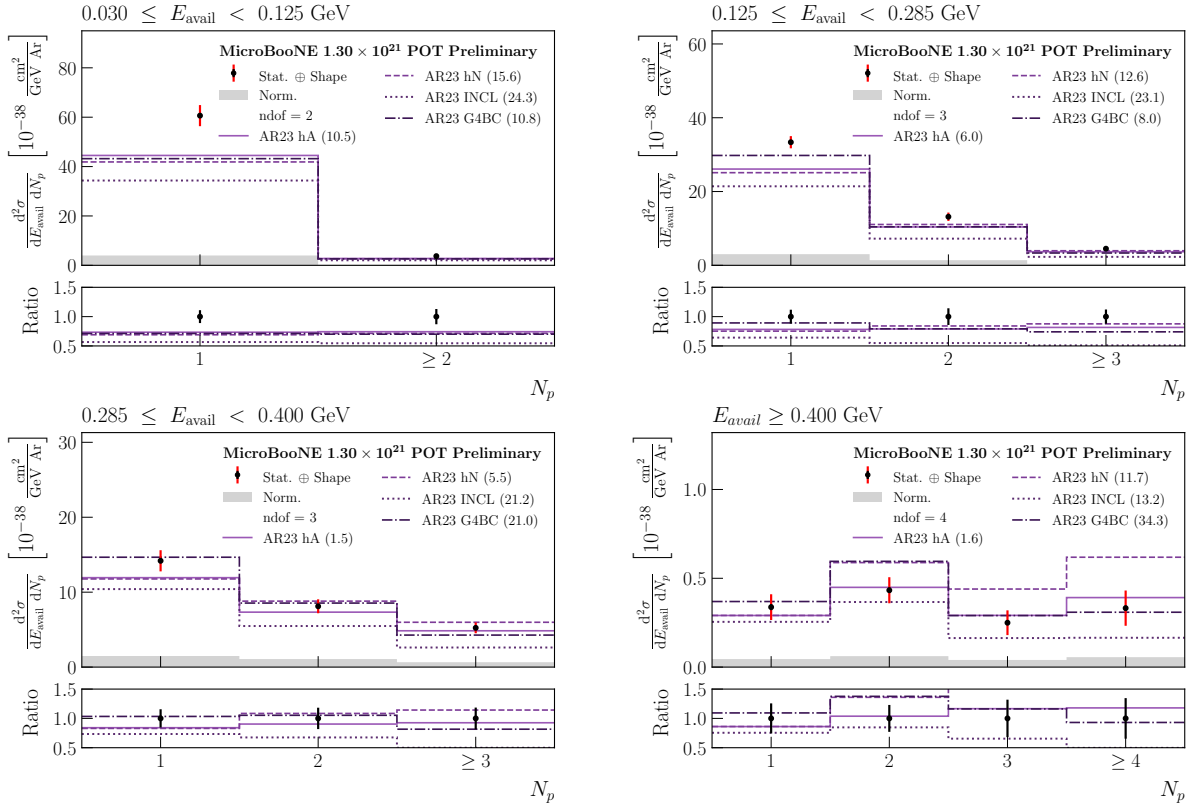 0.030 ≤ E_avail < 0.125 GeV
MicroBooNE 1.30 × 10^21 POT Preliminary
Stat. ⊕ Shape
Norm.
ndof = 2
AR23 hA (10.5)
AR23 hN (15.6)
AR23 INCL (24.3)
AR23 G4BC (10.8)
d²σ/dE_avail dN_p [10^-38 cm²/GeV Ar]
80
60
40
20
0
Ratio
1.5
1.0
0.5
1
≥ 2
N_p
0.125 ≤ E_avail < 0.285 GeV
MicroBooNE 1.30 × 10^21 POT Preliminary
Stat. ⊕ Shape
Norm.
ndof = 3
AR23 hA (6.0)
AR23 hN (12.6)
AR23 INCL (23.1)
AR23 G4BC (8.0)
d²σ/dE_avail dN_p [10^-38 cm²/GeV Ar]
60
40
20
0
Ratio
1.5
1.0
0.5
1
2
≥ 3
N_p
0.285 ≤ E_avail < 0.400 GeV
MicroBooNE 1.30 × 10^21 POT Preliminary
Stat. ⊕ Shape
Norm.
ndof = 3
AR23 hA (1.5)
AR23 hN (5.5)
AR23 INCL (21.2)
AR23 G4BC (21.0)
d²σ/dE_avail dN_p [10^-38 cm²/GeV Ar]
30
20
10
0
Ratio
1.5
1.0
0.5
1
2
≥ 3
N_p
E_avail ≥ 0.400 GeV
MicroBooNE 1.30 × 10^21 POT Preliminary
Stat. ⊕ Shape
Norm.
ndof = 4
AR23 hA (1.6)
AR23 hN (11.7)
AR23 INCL (13.2)
AR23 G4BC (34.3)
d²σ/dE_avail dN_p [10^-38 cm²/GeV Ar]
1.0
0.5
0.0
Ratio
1.5
1.0
0.5
1
2
3
≥ 4
N_p